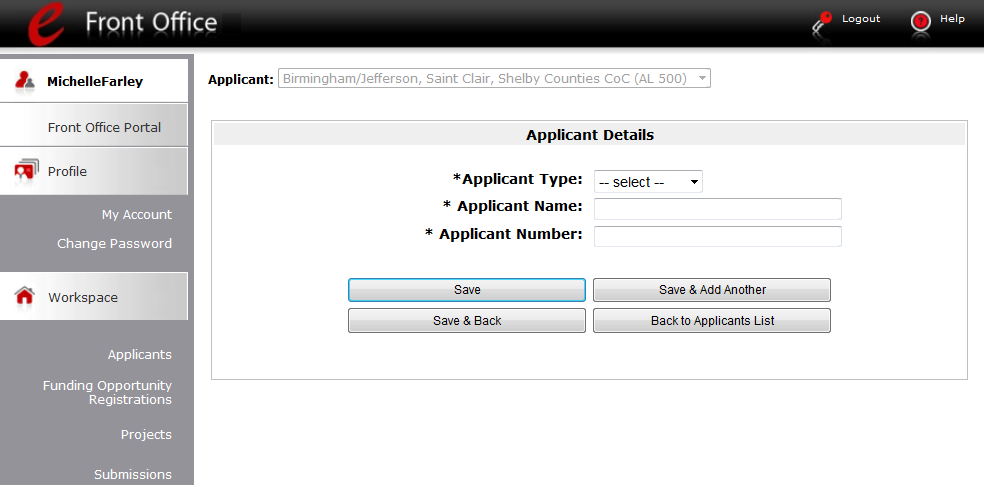 e Front Office
Logout
Help
MichelleFarley
Front Office Portal
Profile
My Account
Change Password
Workspace
Applicants
Funding Opportunity
Registrations
Projects
Submissions
Applicant: Birmingham/Jefferson, Saint Clair, Shelby Counties CoC (AL 500)
Applicant Details
*Applicant Type: -- select --
* Applicant Name:
* Applicant Number:
Save
Save & Add Another
Save & Back
Back to Applicants List